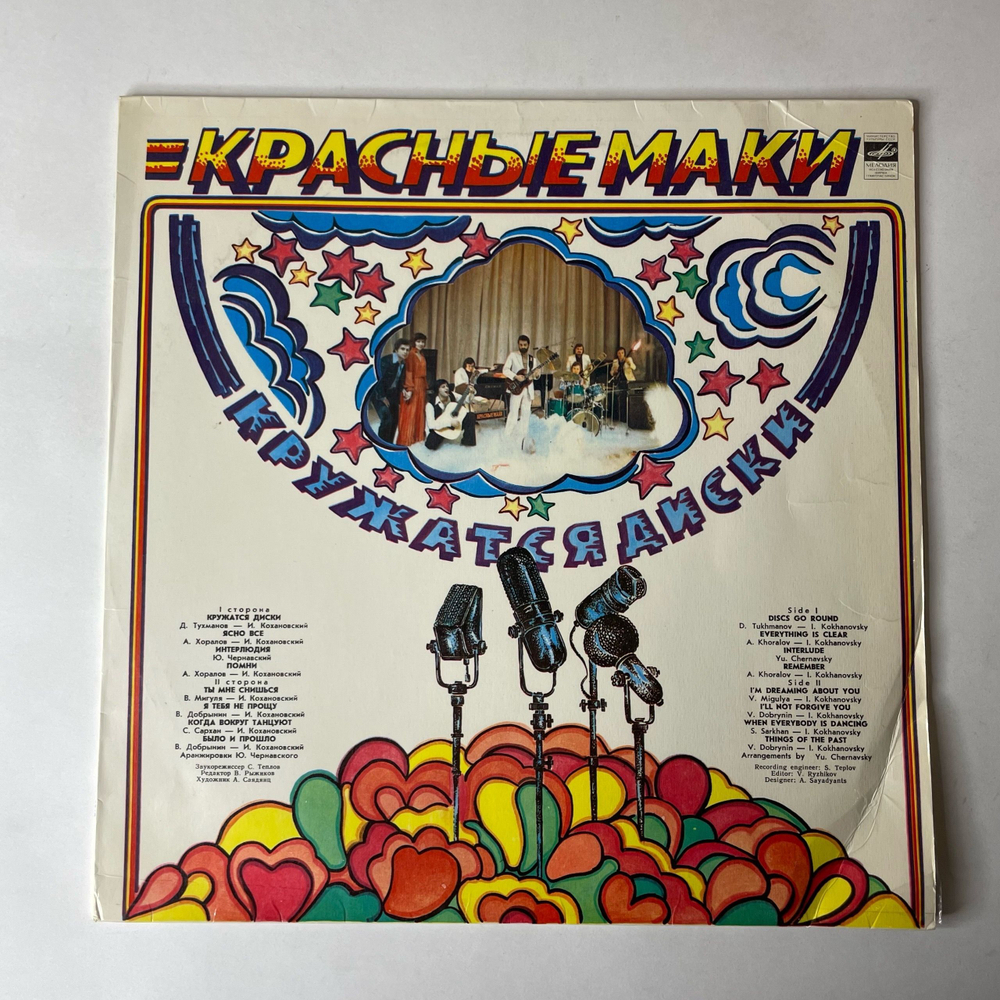 КРАСНЫЕ МАКИ
МЕЛОДИЯ
КРУЖАТСЯ ДИСКИ
I сторона
КРУЖАТСЯ ДИСКИ
Д. Тухманов — И. Кохановский
ЯСНО ВСЕ
А. Хоралов — И. Кохановский
ИНТЕРЛЮДИЯ
Ю. Чернавский
ПОМНИ
А. Хоралов — И. Кохановский
II сторона
ТЫ МНЕ СНИШЬСЯ
В. Мигуля — И. Кохановский
Я ТЕБЯ НЕ ПРОЩУ
В. Добрынин — И. Кохановский
КОГДА ВОКРУГ ТАНЦУЮТ
С. Сархан — И. Кохановский
БЫЛО И ПРОШЛО
В. Добрынин — И. Кохановский
Аранжировки Ю. Чернавского
Звукорежиссер С. Теплов
Редактор В. Рыжиков
Художник А. Саядянц
Side I
DISCS GO ROUND
D. Tukhmanov — I. Kokhanovsky
EVERYTHING IS CLEAR
A. Khoralov — I. Kokhanovsky
INTERLUDE
Yu. Chernavsky
REMEMBER
A. Khoralov — I. Kokhanovsky
Side II
I'M DREAMING ABOUT YOU
V. Migulya — I. Kokhanovsky
I'LL NOT FORGIVE YOU
V. Dobrynin — I. Kokhanovsky
WHEN EVERYBODY IS DANCING
S. Sarkhan — I. Kokhanovsky
THINGS OF THE PAST
V. Dobrynin — I. Kokhanovsky
Arrangements by Yu. Chernavsky
Recording engineer: S. Teplov
Editor: V. Ryzhikov
Designer: A. Sayadyants